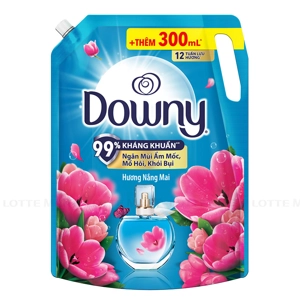 +THÊM 300mL*
12 TUẦN LƯU HƯƠNG
Downy
99% KHÁNG KHUẨN**
Ngăn Mùi Ẩm Mốc,
Mồ Hôi, Khói Bụi
Hương Nắng Mai
LOTTE M